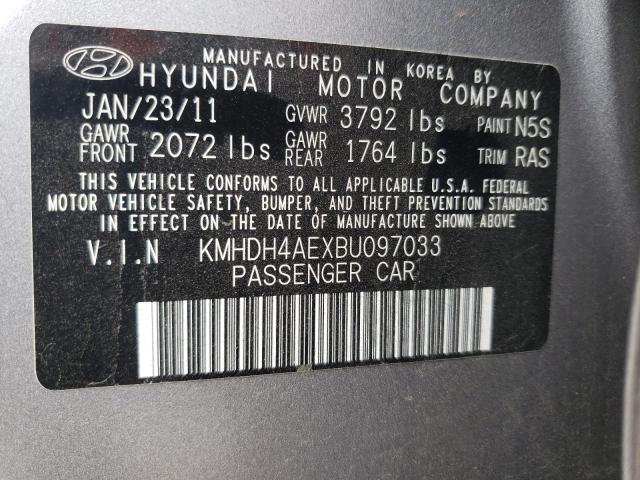 MANUFACTURED IN KOREA BY
HYUNDAI MOTOR COMPANY
JAN/23/11 GVWR 3792 lbs PAINT N5S
GAWR FRONT 2072 lbs GAWR REAR 1764 lbs TRIM RAS
THIS VEHICLE CONFORMS TO ALL APPLICABLE U.S.A. FEDERAL
MOTOR VEHICLE SAFETY, BUMPER, AND THEFT PREVENTION STANDARDS
IN EFFECT ON THE DATE OF MANUFACTURE SHOWN ABOVE
V.I.N KMHDH4AEXBU097033
PASSENGER CAR